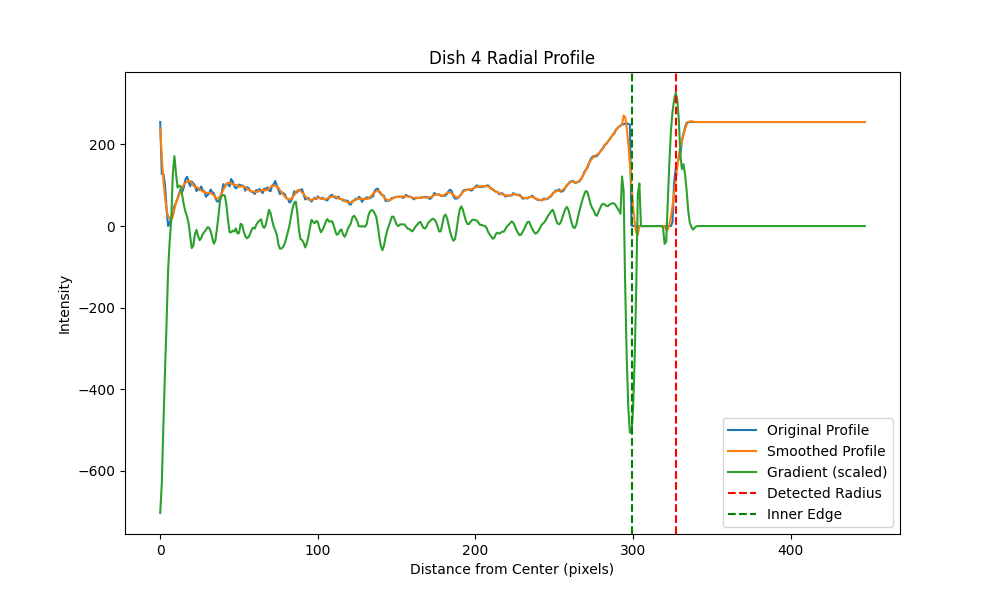 Dish 4 Radial Profile
200
0
−200
−400
−600
Intensity
0
100
200
300
400
Distance from Center (pixels)
Original Profile
Smoothed Profile
Gradient (scaled)
Detected Radius
Inner Edge